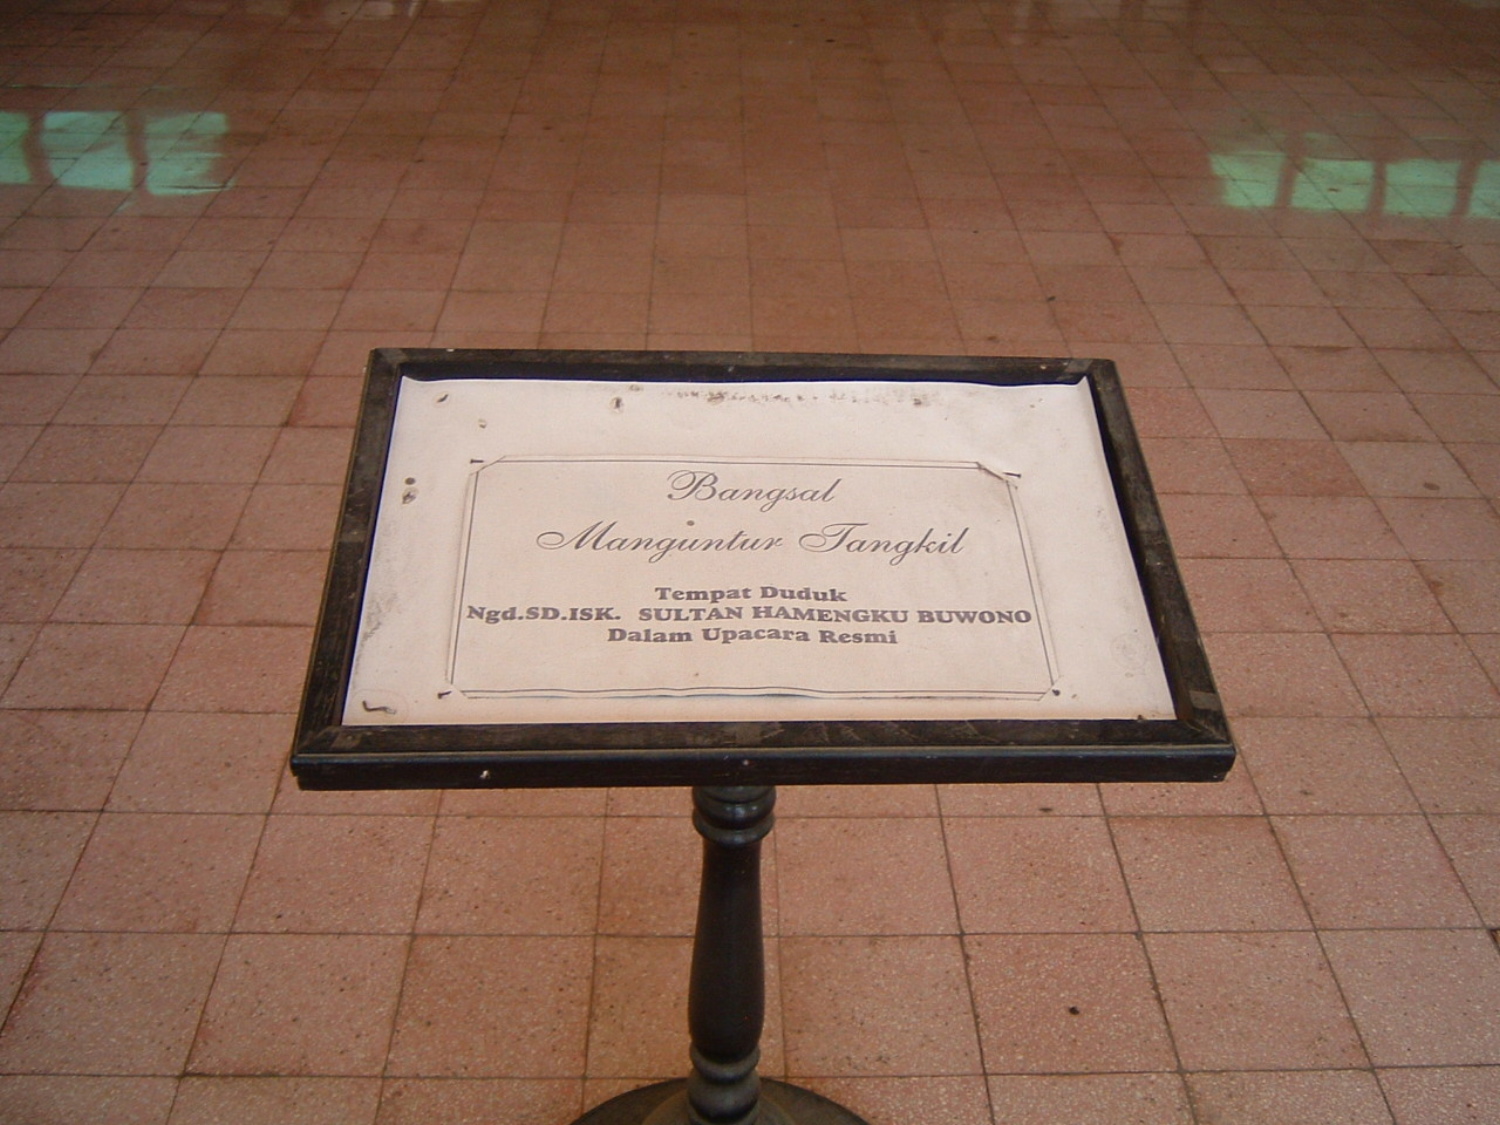 Bangsal
Manguntur Tangkil
Tempat Duduk
Ngd.SD.ISK. SULTAN HAMENGKU BUWONO
Dalam Upacara Resmi